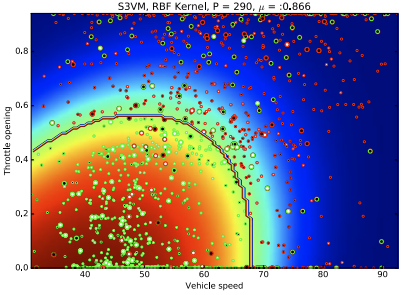 S3VM, RBF Kernel, P = 290, μ = :0.866
Throttle opening
0,8
0,6
0,4
0,2
0,0
40 50 60 70 80 90
Vehicle speed